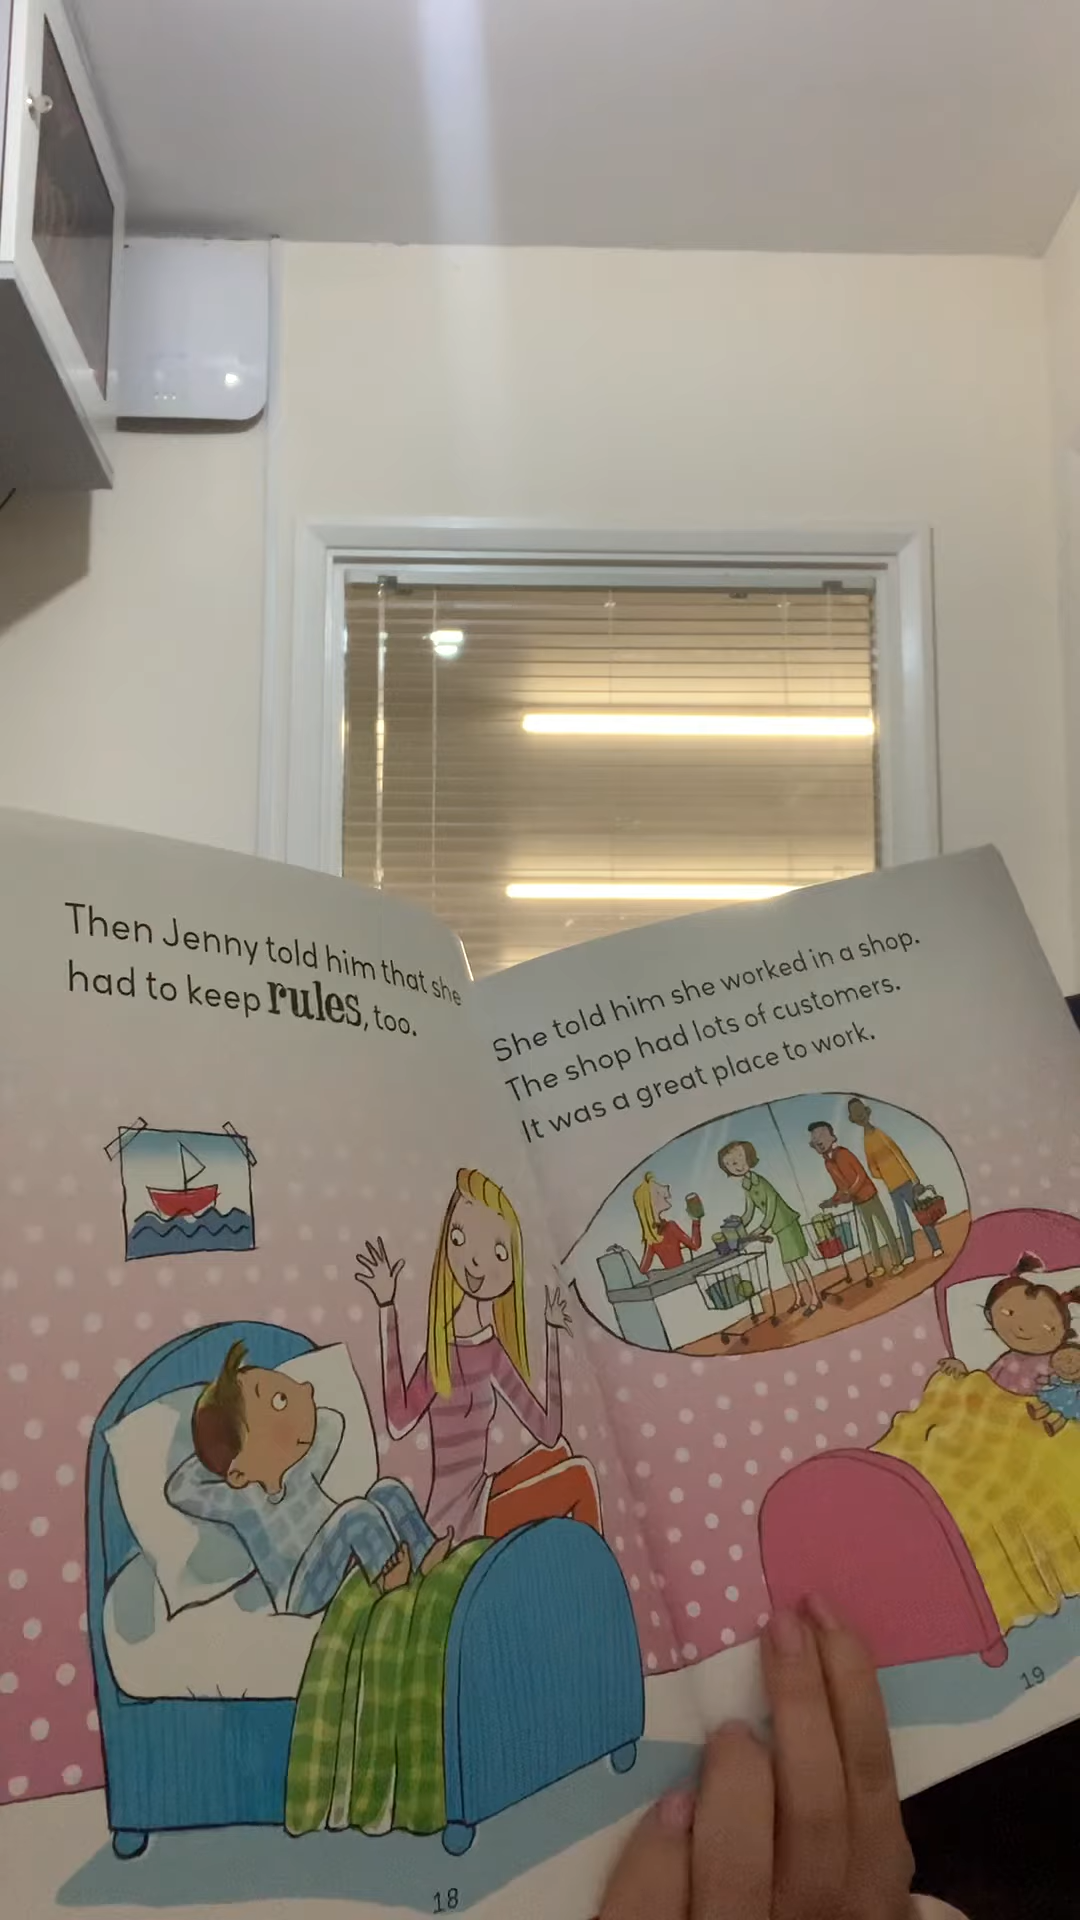 Then Jenny told him that she
had to keep rules, too.
18
She told him she worked in a shop.
The shop had lots of customers.
It was a great place to work.
19